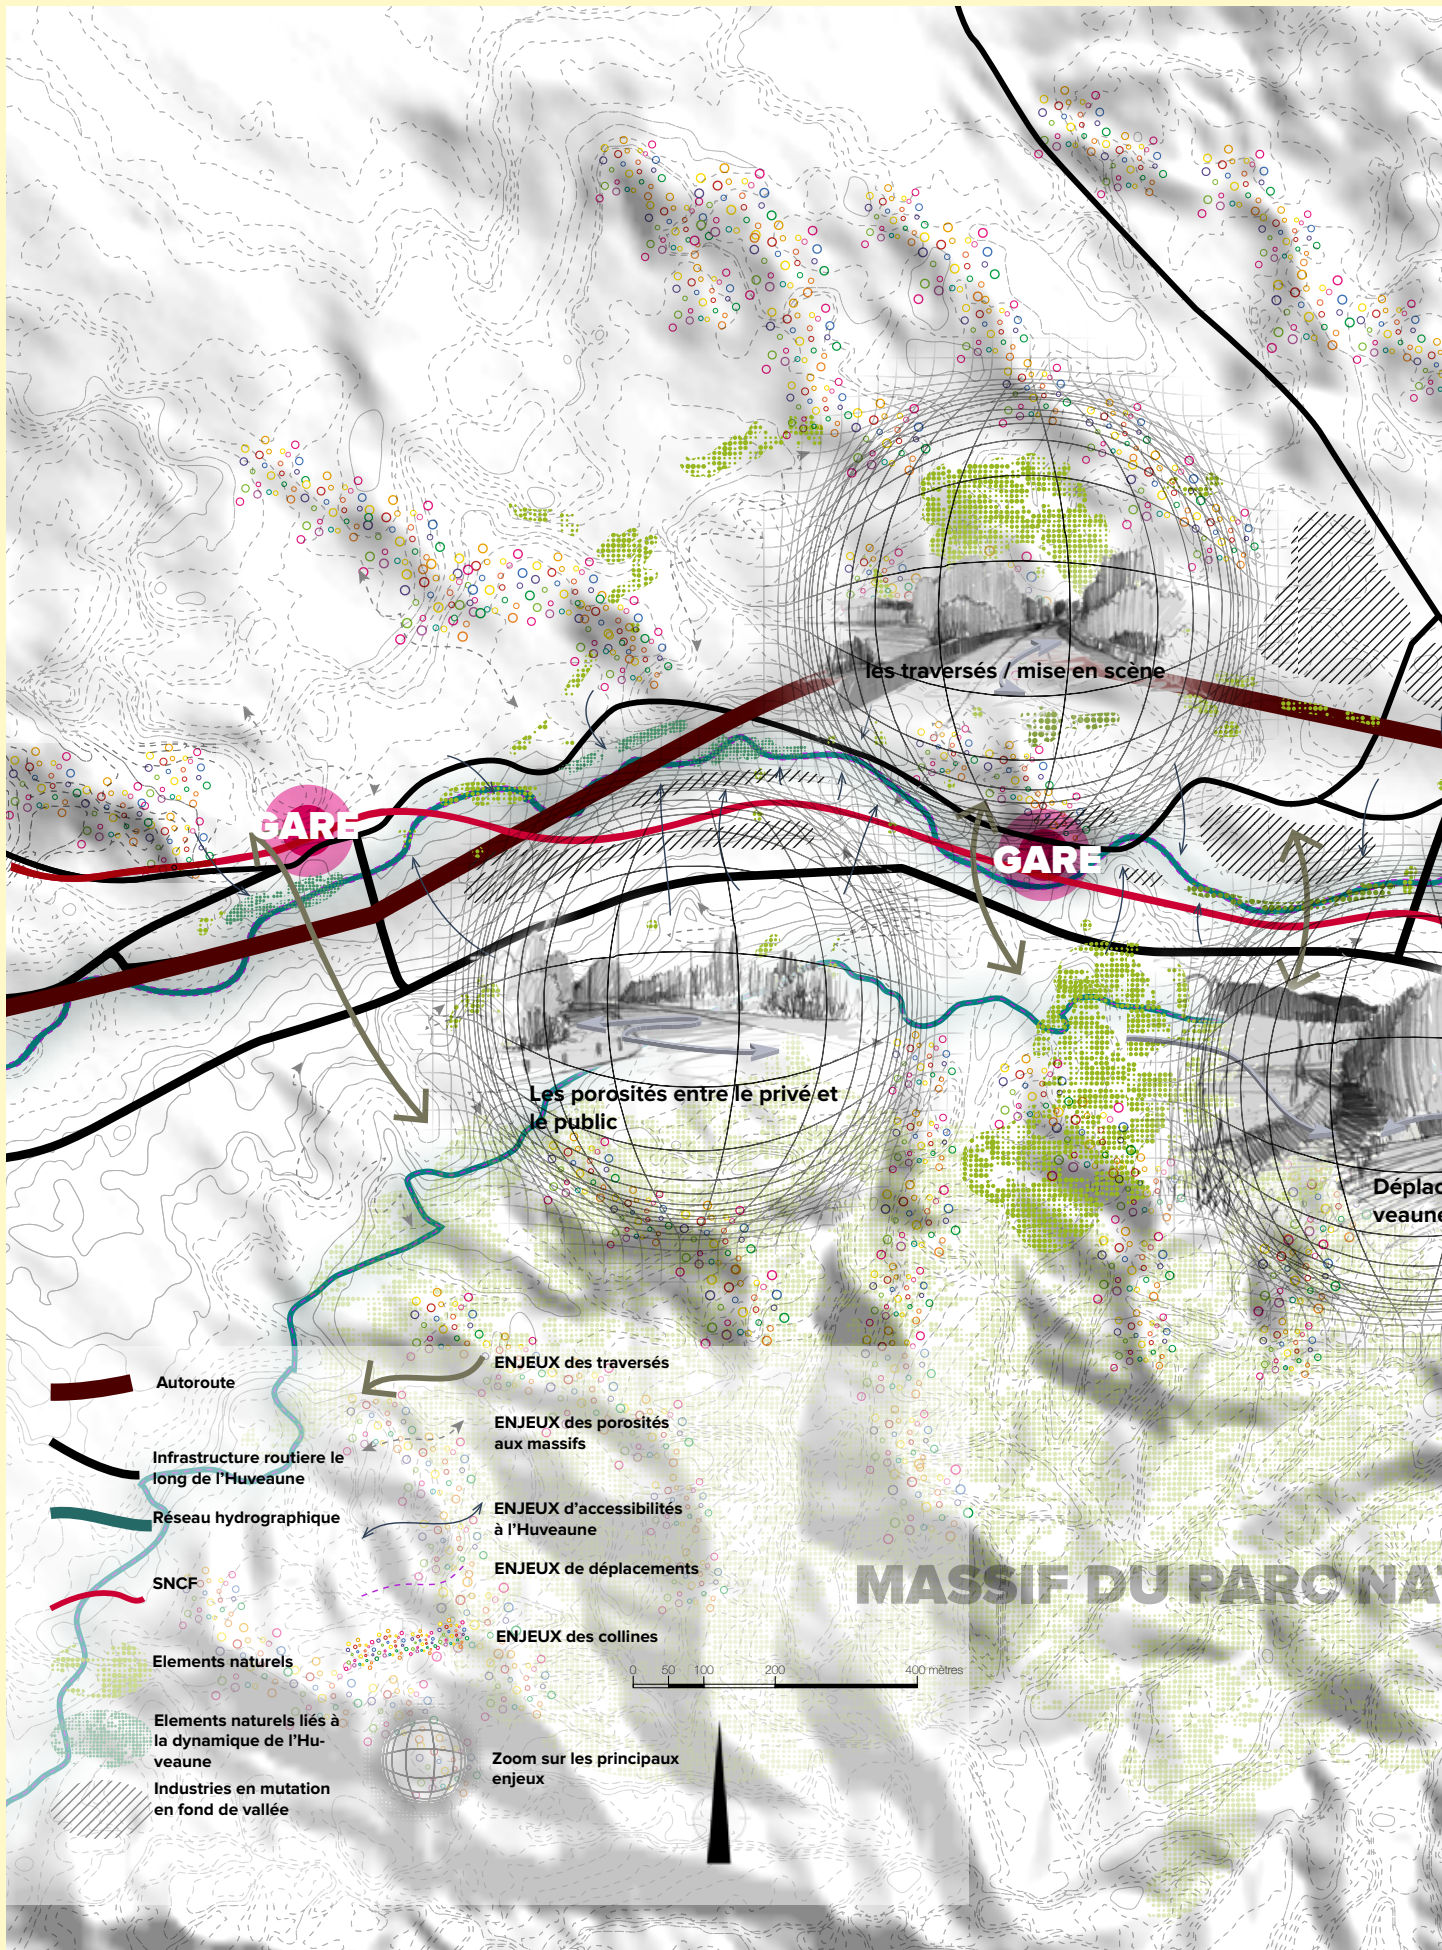 les traversés / mise en scène
GARE
GARE
Les porosités entre le privé et
le public
Déplac
veaune
ENJEUX des traversés
Autoroute
ENJEUX des porosités
aux massifs
Infrastructure routiere le
long de l'Huveaune
ENJEUX d'accessibilités
à l'Huveaune
Réseau hydrographique
ENJEUX de déplacements
SNCF
MASSIF DU PARC NAT
ENJEUX des collines
Elements naturels
0 50 100 200 400 mètres
Elements naturels liés à
la dynamique de l'Hu-
veaune
Zoom sur les principaux
enjeux
Industries en mutation
en fond de vallée